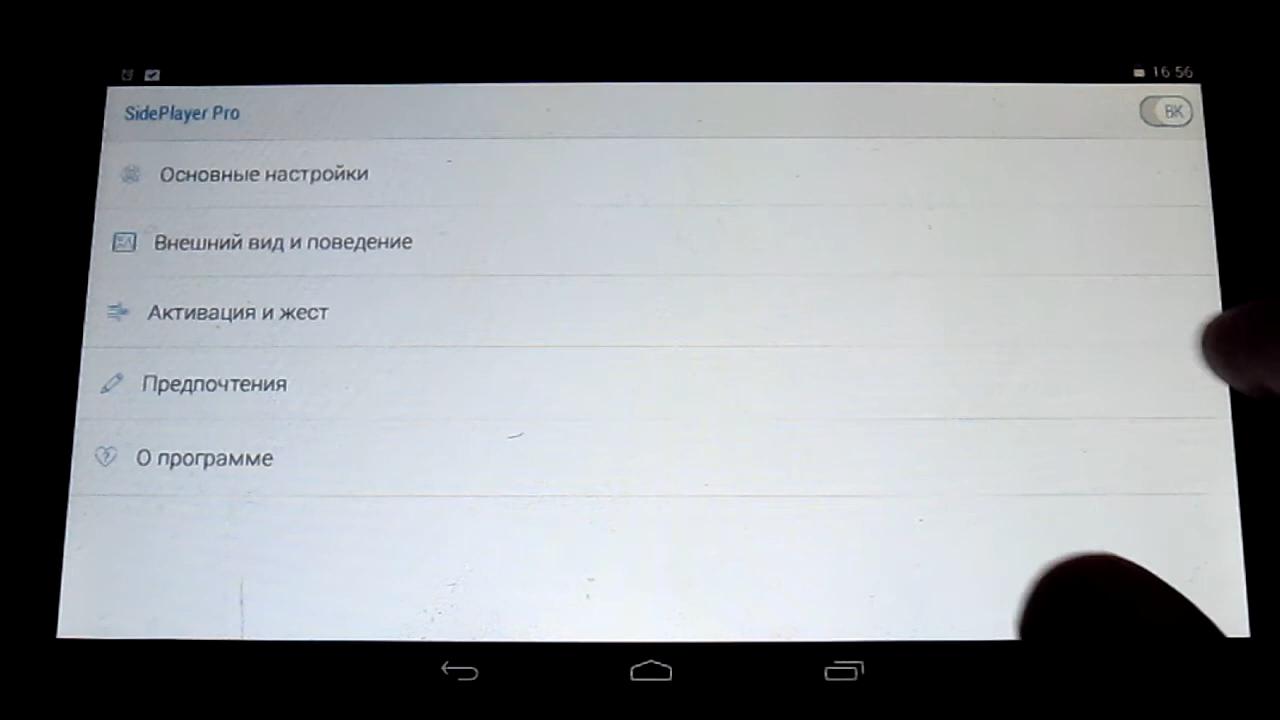 16 56
SidePlayer Pro
ВК
Основные настройки
Внешний вид и поведение
Активация и жест
Предпочтения
О программе